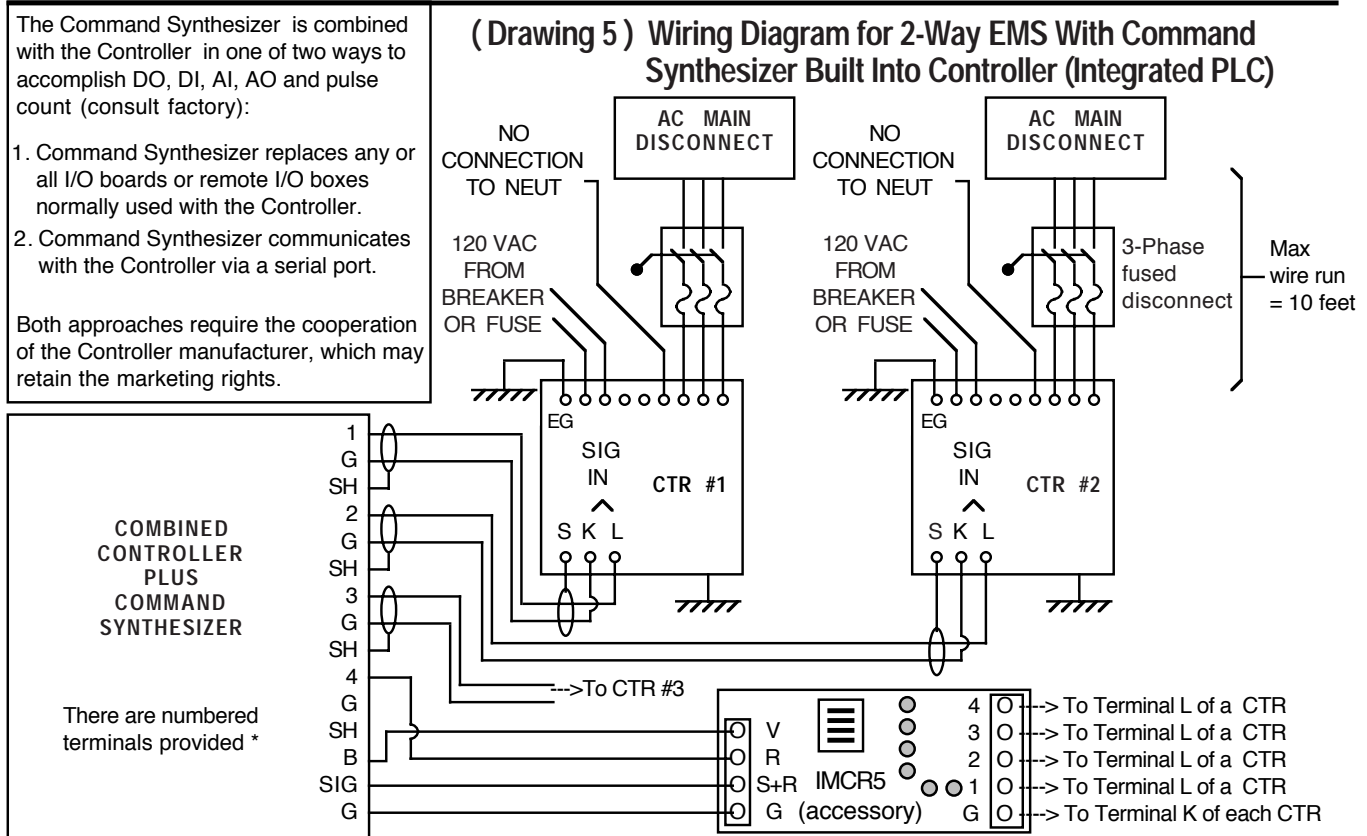 The Command Synthesizer is combined
with the Controller in one of two ways to
accomplish DO, DI, AI, AO and pulse
count (consult factory):
1. Command Synthesizer replaces any or
all I/O boards or remote I/O boxes
normally used with the Controller.
2. Command Synthesizer communicates
with the Controller via a serial port.
Both approaches require the cooperation
of the Controller manufacturer, which may
retain the marketing rights.
( Drawing 5 ) Wiring Diagram for 2-Way EMS With Command
Synthesizer Built Into Controller (Integrated PLC)
NO
CONNECTION
TO NEUT
AC MAIN
DISCONNECT
120 VAC
FROM
BREAKER
OR FUSE
EG
SIG
IN
CTR #1
S K L
NO
CONNECTION
TO NEUT
AC MAIN
DISCONNECT
120 VAC
FROM
BREAKER
OR FUSE
3-Phase
fused
disconnect
Max
wire run
= 10 feet
EG
SIG
IN
CTR #2
S K L
COMBINED
CONTROLLER
PLUS
COMMAND
SYNTHESIZER
There are numbered
terminals provided *
1
G
SH
2
G
SH
3
G
SH
4
G
SH
B
SIG
G
--->To CTR #3
V
R
S+R
G
IMCR5
(accessory)
4 O ----> To Terminal L of a CTR
3 O ----> To Terminal L of a CTR
2 O ----> To Terminal L of a CTR
1 O ----> To Terminal L of a CTR
G O ----> To Terminal K of each CTR